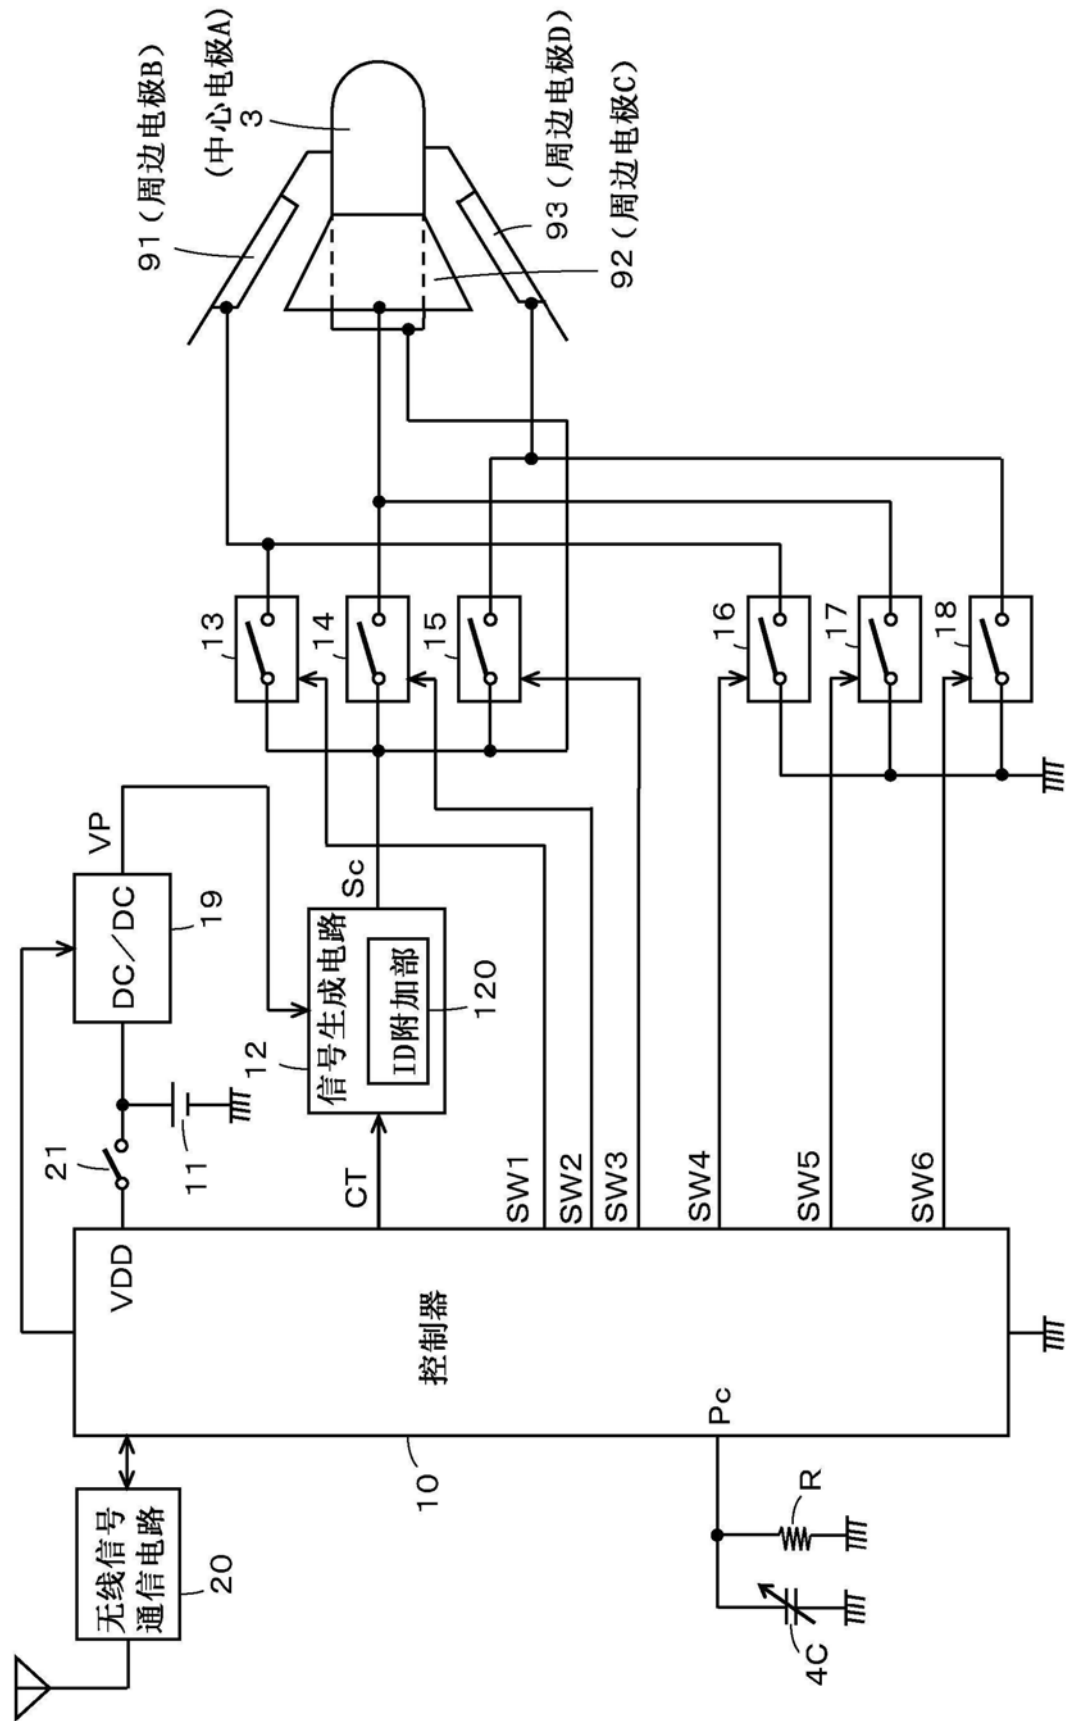 91(周边电极B)
(中心电极A)
3
93(周边电极D)
92(周边电极C)
13
14
15
16
17
18
VP
DC/DC
19
Sc
信号生成电路
ID附加部
12
120
21
11
CT
SW1
SW2
SW3
SW4
SW5
SW6
VDD
控制器
Pc
10
无线信号
通信电路
20
R
4C